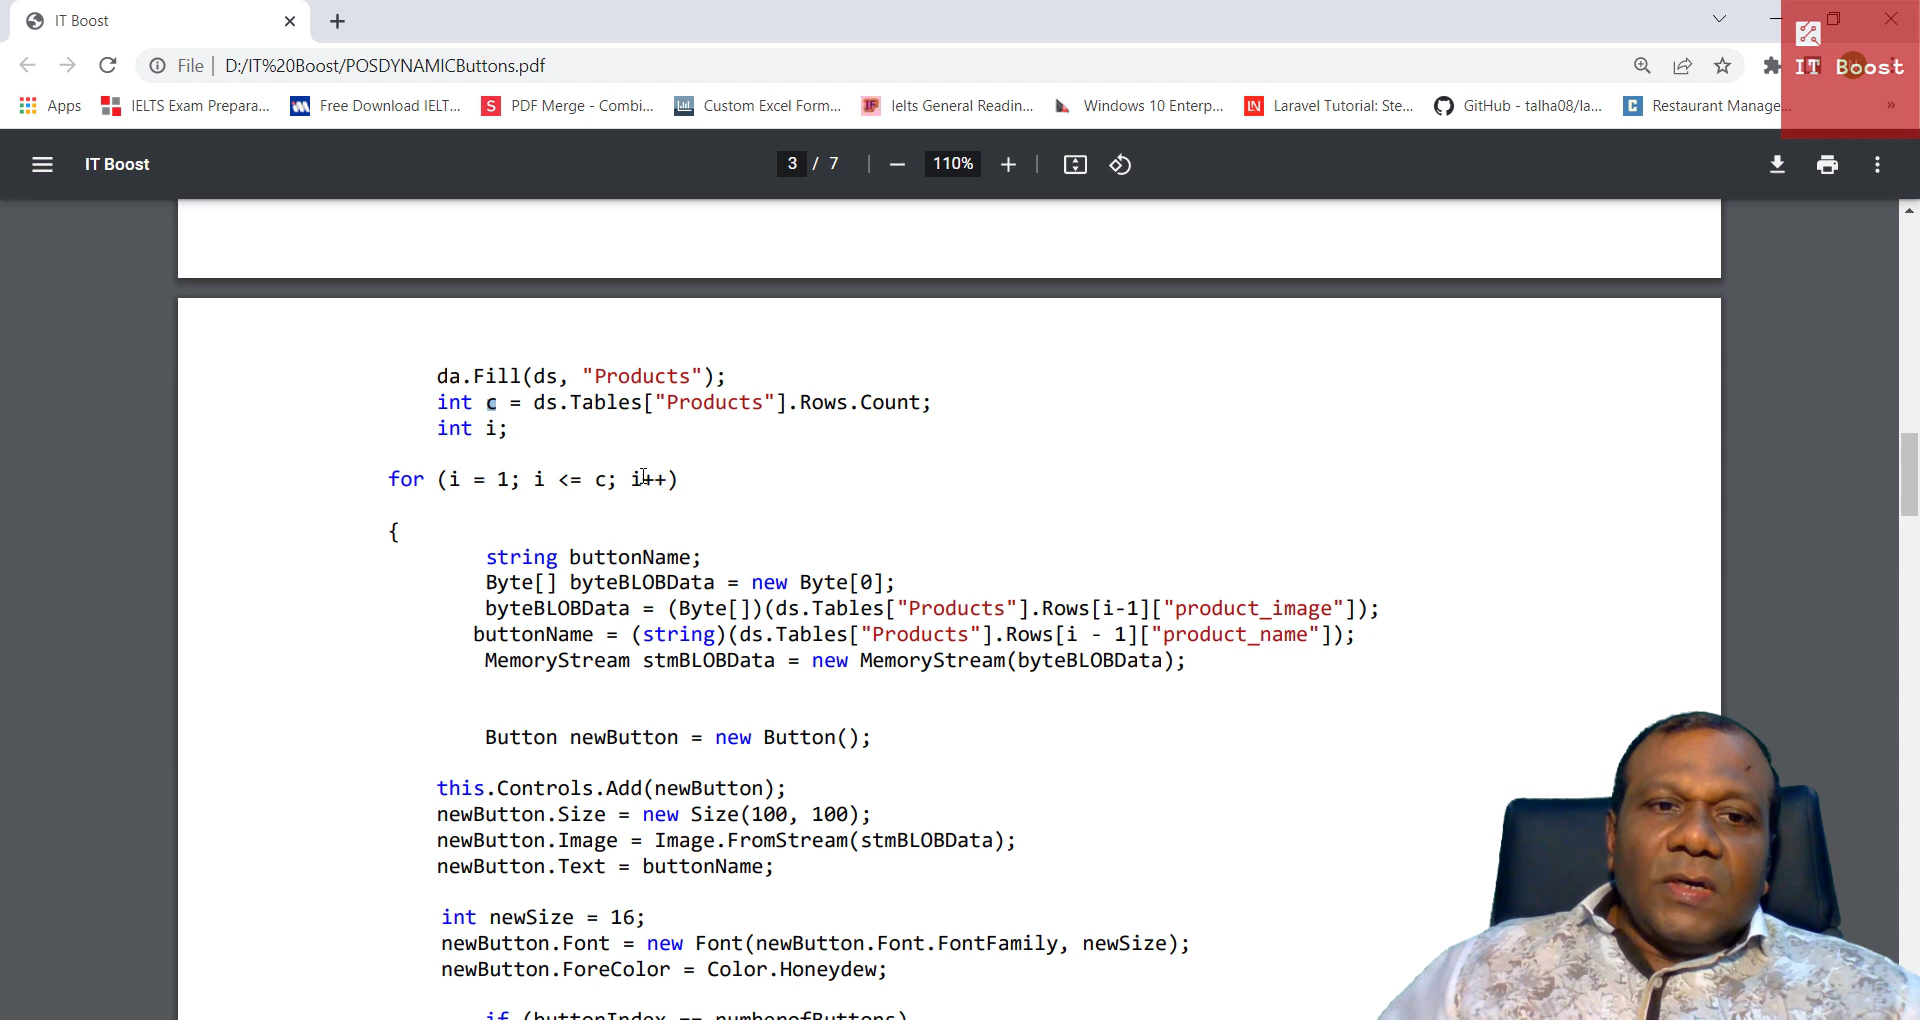 IT Boost
File | D:/IT%20Boost/POSDYNAMICButtons.pdf
IT Boost
Apps IELTS Exam Prepara... Free Download IELT... PDF Merge - Combi... Custom Excel Form... Ielts General Readin... Windows 10 Enterp... Laravel Tutorial: Ste... GitHub - talha08/la... Restaurant Manage... »
IT Boost 3 / 7 110%
da.Fill(ds, "Products");
int c = ds.Tables["Products"].Rows.Count;
int i;
for (i = 1; i <= c; i++)
{
string buttonName;
Byte[] byteBLOBData = new Byte[0];
byteBLOBData = (Byte[])(ds.Tables["Products"].Rows[i-1]["product_image"]);
buttonName = (string)(ds.Tables["Products"].Rows[i - 1]["product_name"]);
MemoryStream stmBLOBData = new MemoryStream(byteBLOBData);
Button newButton = new Button();
this.Controls.Add(newButton);
newButton.Size = new Size(100, 100);
newButton.Image = Image.FromStream(stmBLOBData);
newButton.Text = buttonName;
int newSize = 16;
newButton.Font = new Font(newButton.Font.FontFamily, newSize);
newButton.ForeColor = Color.Honeydew;
if (buttonIndex == numberofButtons)